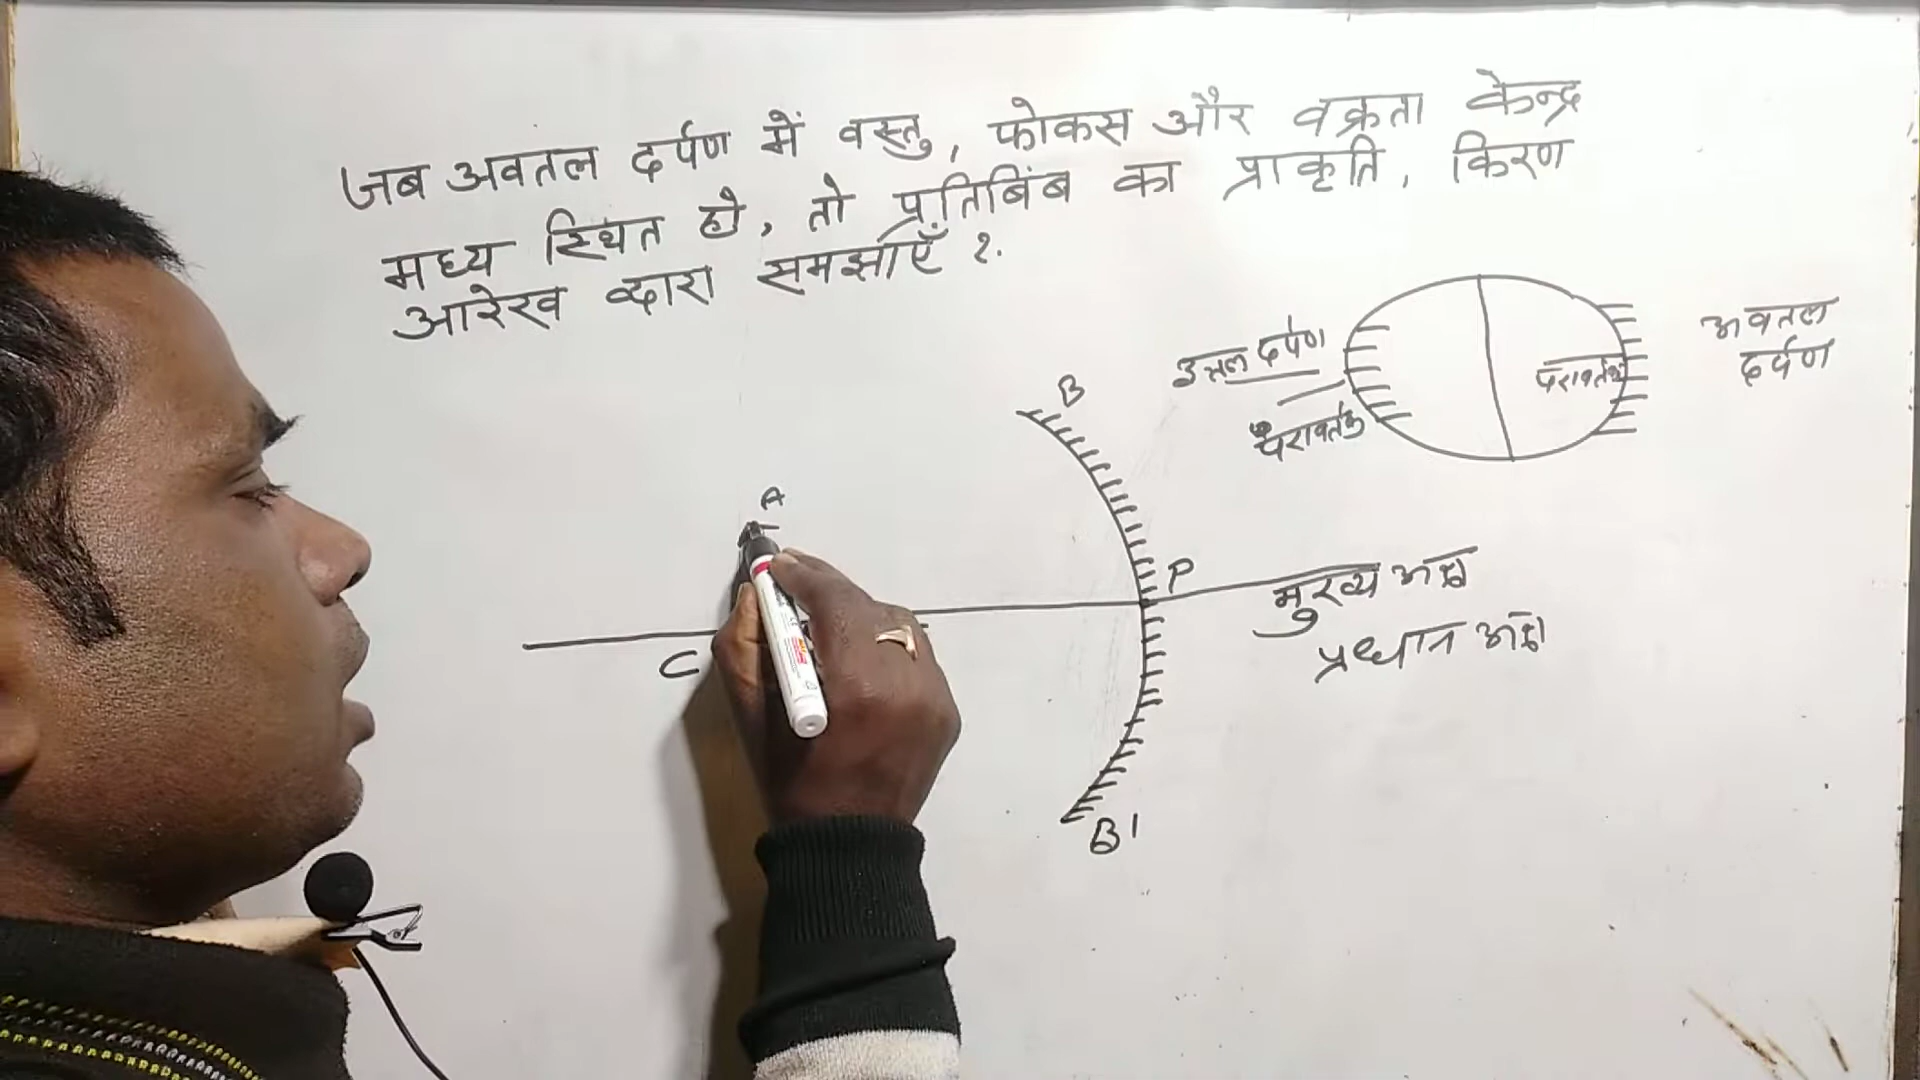 जब अवतल दर्पण में वस्तु, फोकस और वक्रता केन्द्र
मध्य स्थित हो, तो प्रतिबिंब का प्राकृति, किरण
आरेख द्वारा समझाएँ ?.
उत्तल दर्पण
परावर्तक
परावर्तक
अवतल
दर्पण
B
A
P
मुख्य अक्ष
प्रधान अक्ष
C
B'